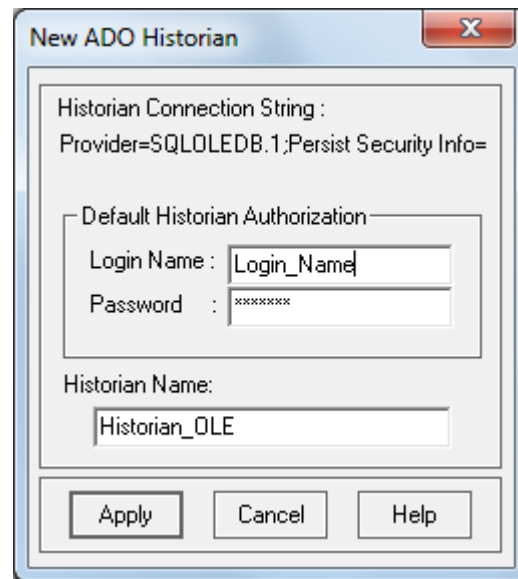 New ADO Historian
Historian Connection String :
Provider=SQLOLEDB.1;Persist Security Info=
Default Historian Authorization
Login Name : Login_Name
Password : *******
Historian Name:
Historian_OLE
Apply Cancel Help